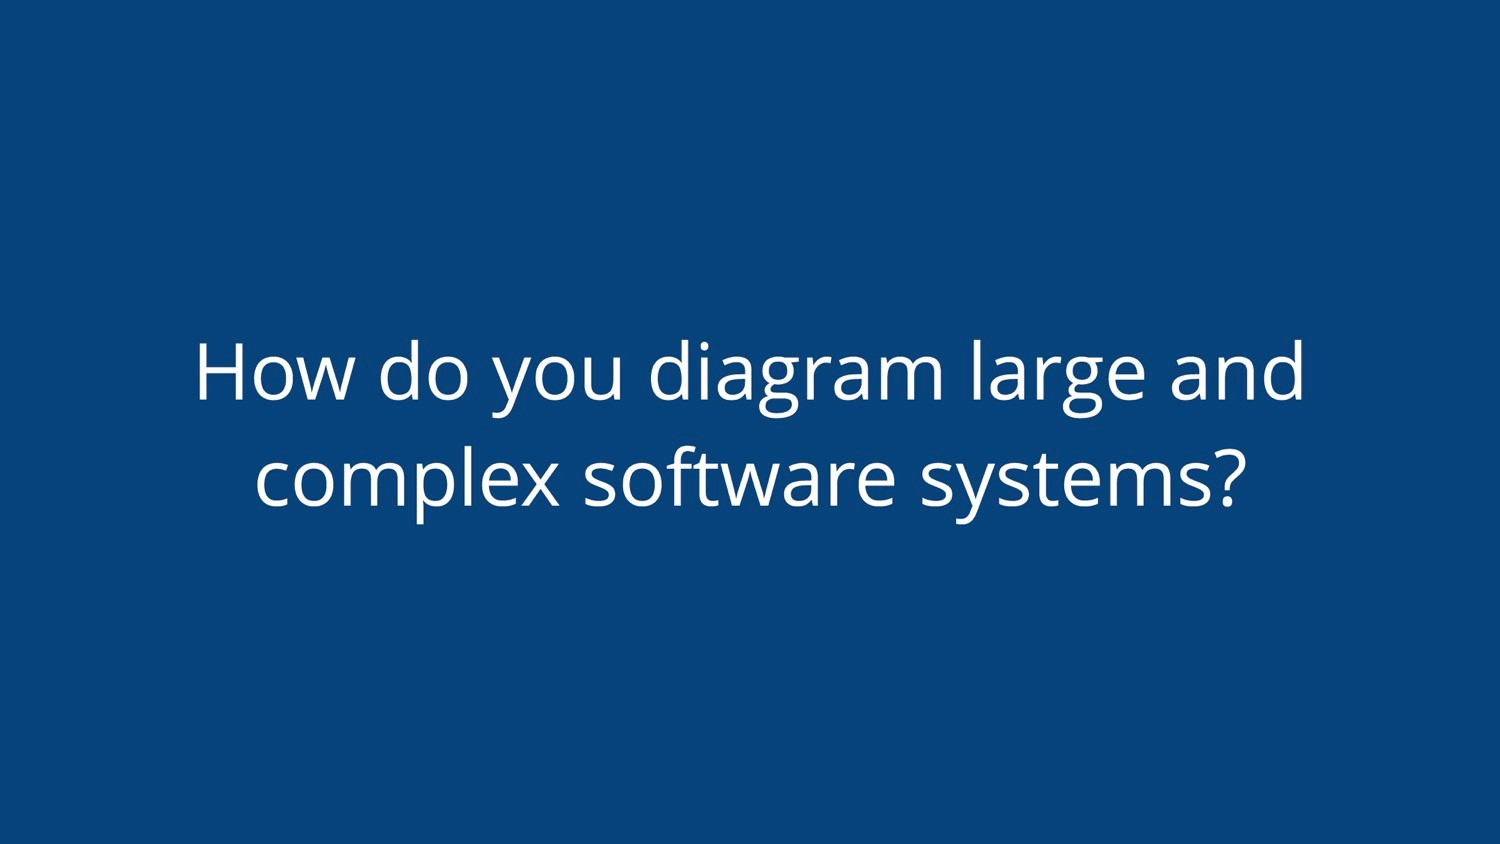 How do you diagram large and
complex software systems?